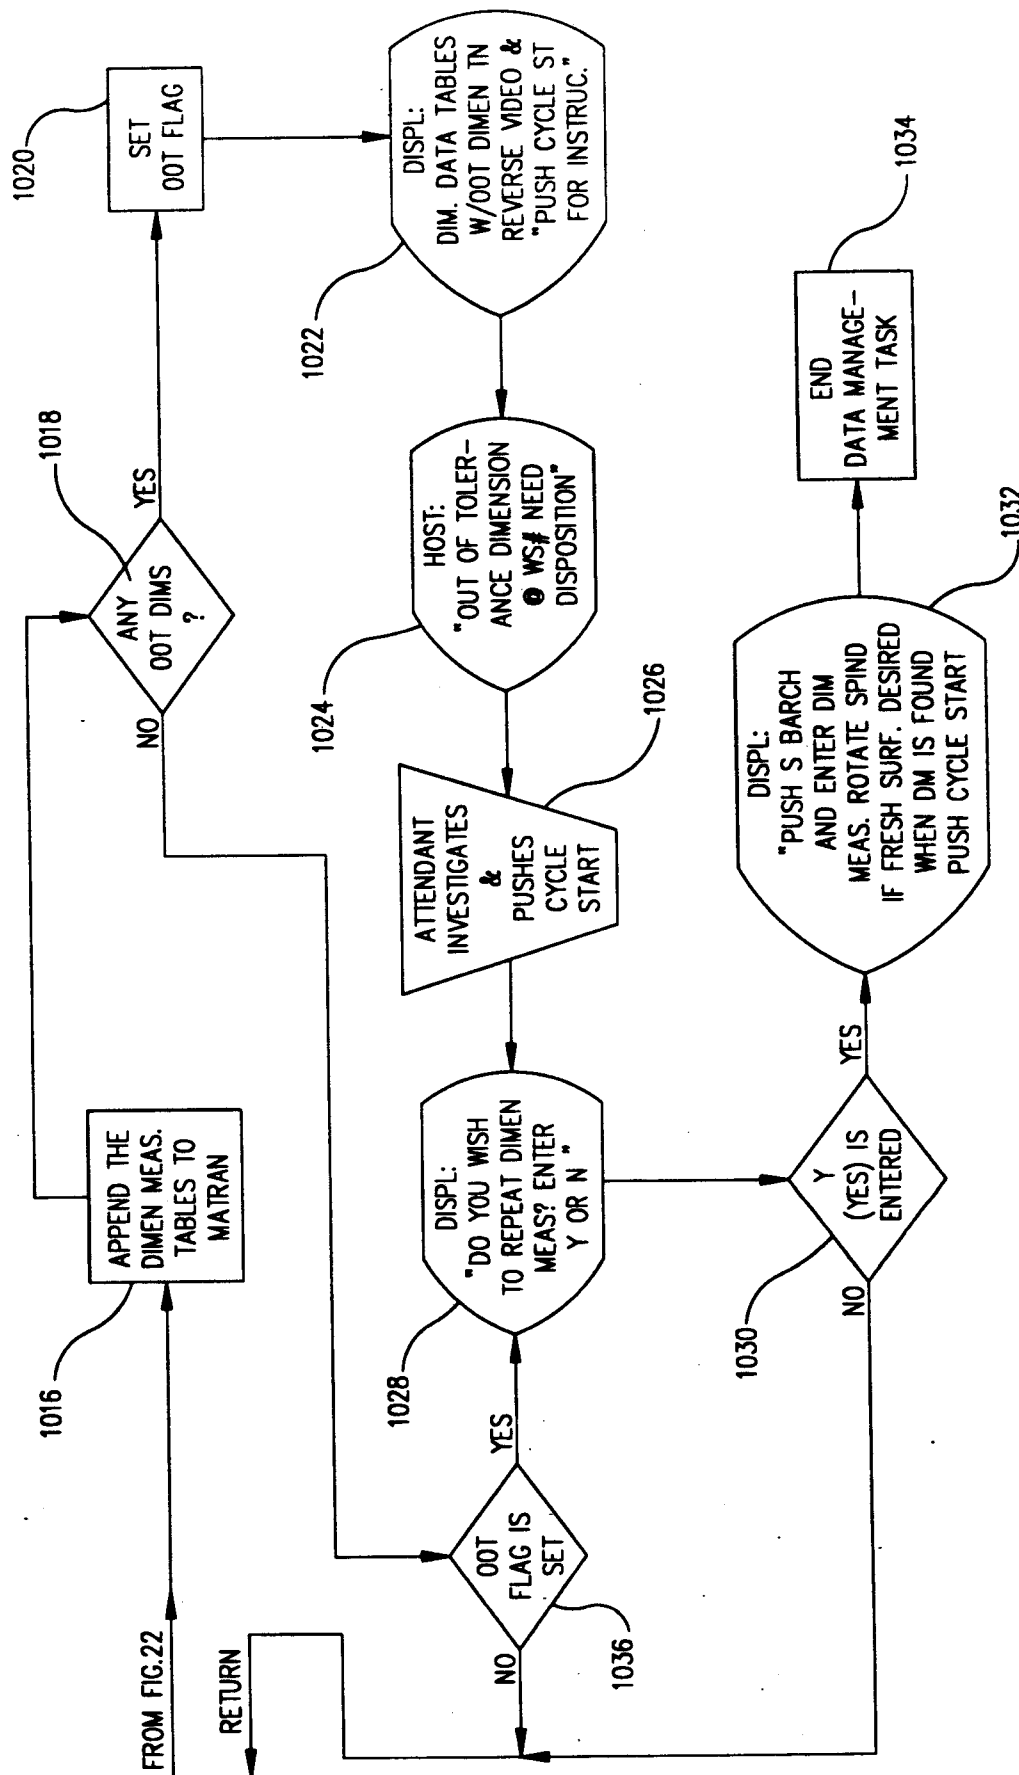 FROM FIG.22
RETURN
1016
APPEND THE
DIMEN MEAS.
TABLES TO
MATRAN
1018
ANY
OOT DIMS
?
YES
NO
1020
SET
OOT FLAG
1022
DISPL:
DIM. DATA TABLES
W/OOT DIMEN TN
REVERSE VIDEO &
"PUSH CYCLE ST
FOR INSTRUC."
1024
HOST:
"OUT OF TOLER-
ANCE DIMENSION
@ WS# NEED
DISPOSITION"
1026
ATTENDANT
INVESTIGATES
&
PUSHES
CYCLE
START
1028
DISPL:
"DO YOU WISH
TO REPEAT DIMEN
MEAS? ENTER
Y OR N "
1036
OOT
FLAG IS
SET
YES
NO
1030
Y
(YES) IS
ENTERED
YES
NO
1032
DISPL:
"PUSH S BARCH
AND ENTER DIM
MEAS. ROTATE SPIND
IF FRESH SURF. DESIRED
WHEN DM IS FOUND
PUSH CYCLE START
1034
END
DATA MANAGE-
MENT TASK